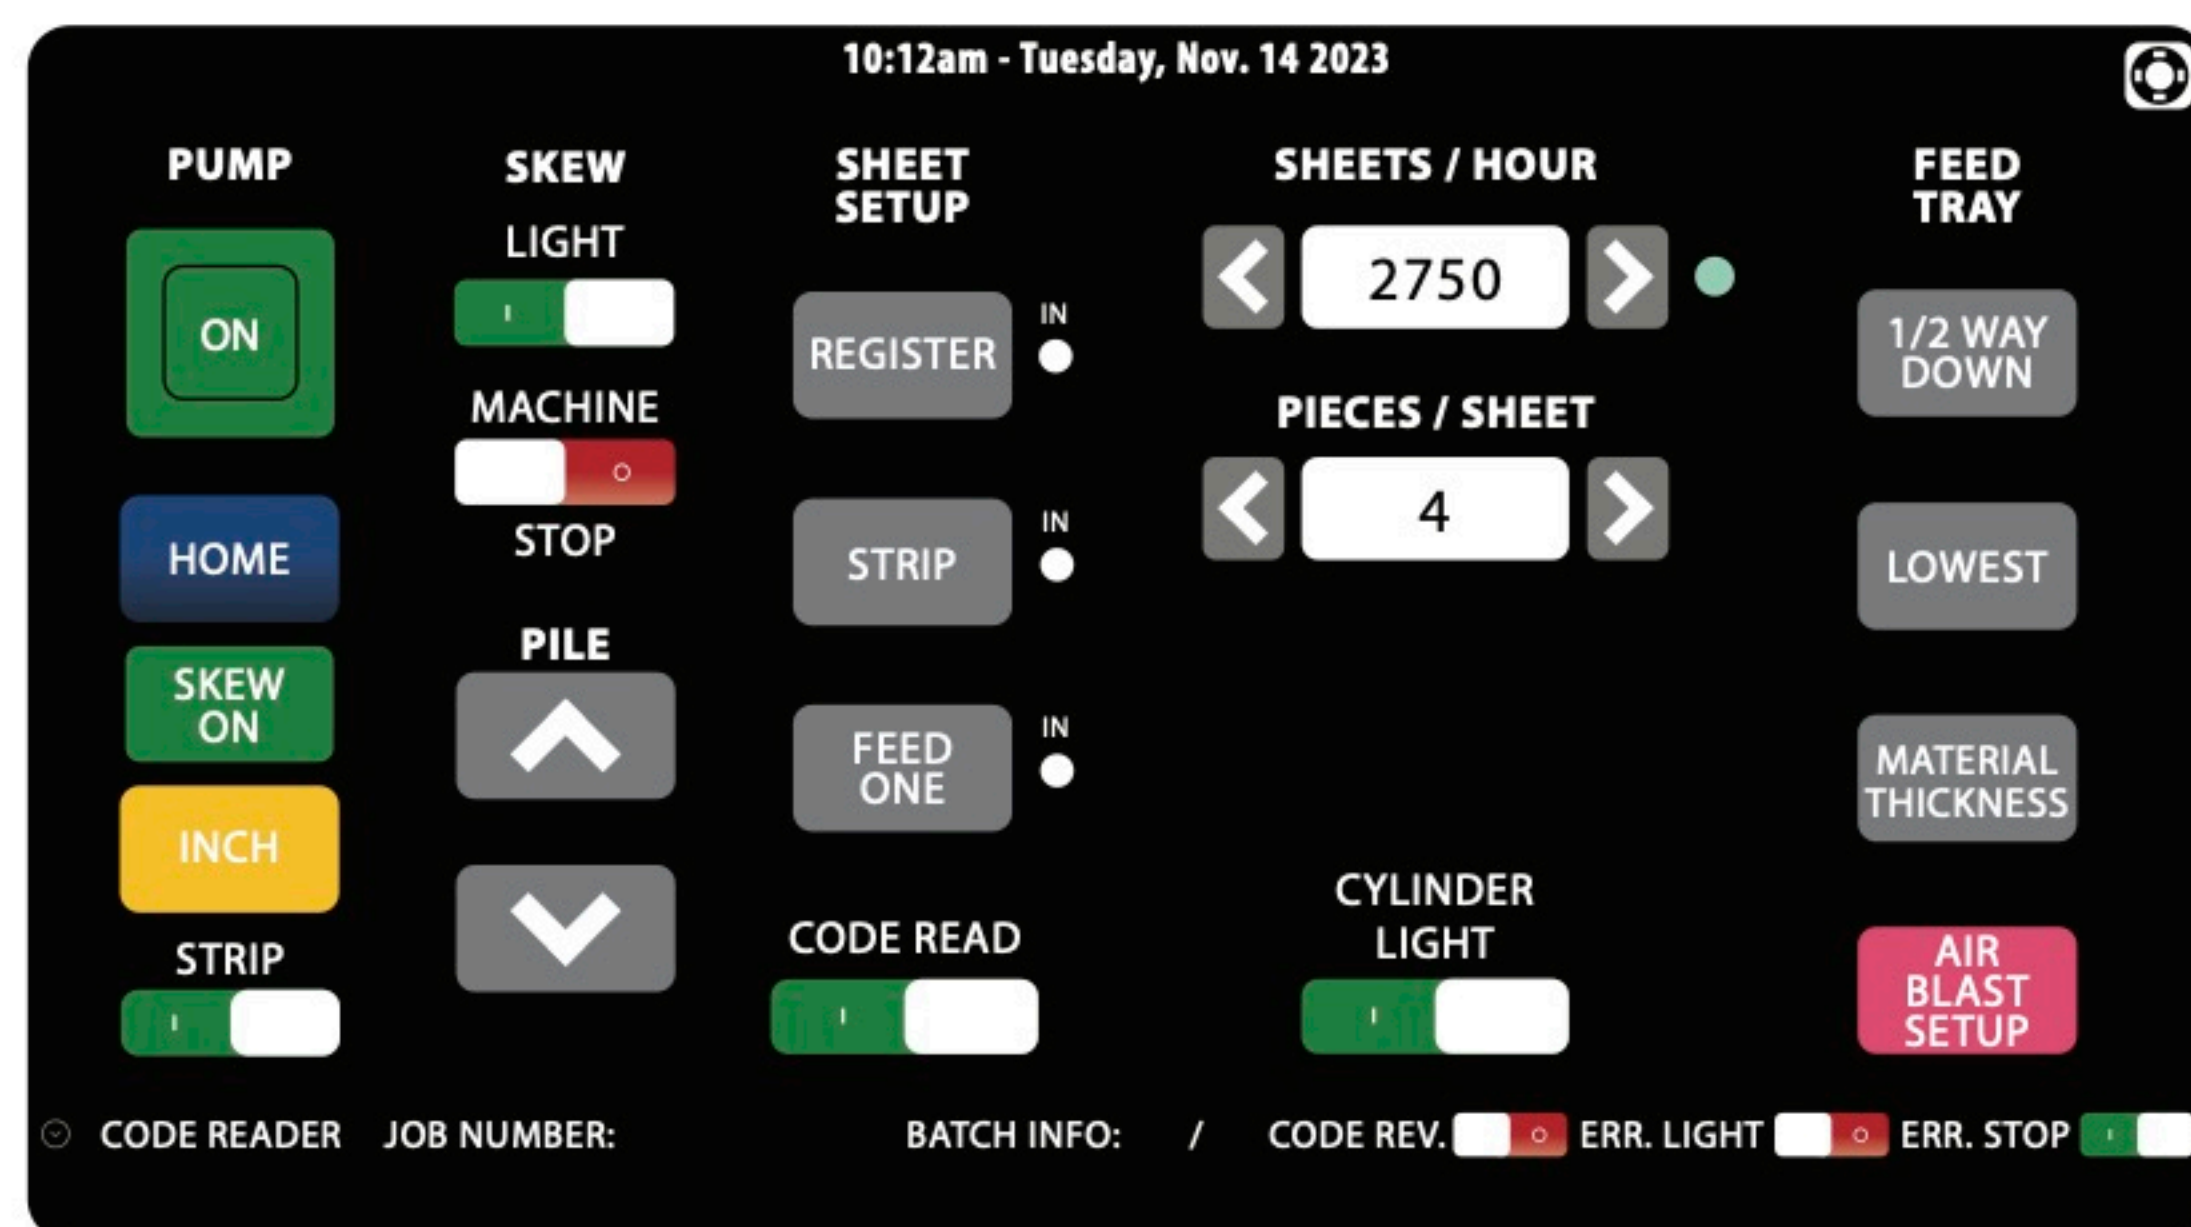 10:12am - Tuesday, Nov. 14 2023
PUMP
ON
HOME
SKEW
ON
INCH
STRIP
SKEW
LIGHT
MACHINE
STOP
PILE
SHEET
SETUP
REGISTER
IN
STRIP
IN
FEED
ONE
IN
CODE READ
SHEETS / HOUR
2750
PIECES / SHEET
4
CYLINDER
LIGHT
FEED
TRAY
1/2 WAY
DOWN
LOWEST
MATERIAL
THICKNESS
AIR
BLAST
SETUP
CODE READER JOB NUMBER: BATCH INFO: / CODE REV. ERR. LIGHT ERR. STOP